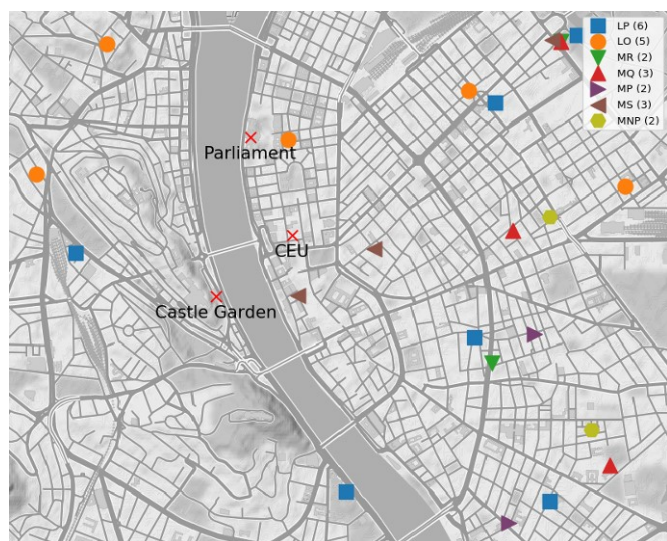 LP (6)
LO (5)
MR (2)
MQ (3)
MP (2)
MS (3)
MNP (2)
Parliament
CEU
Castle Garden